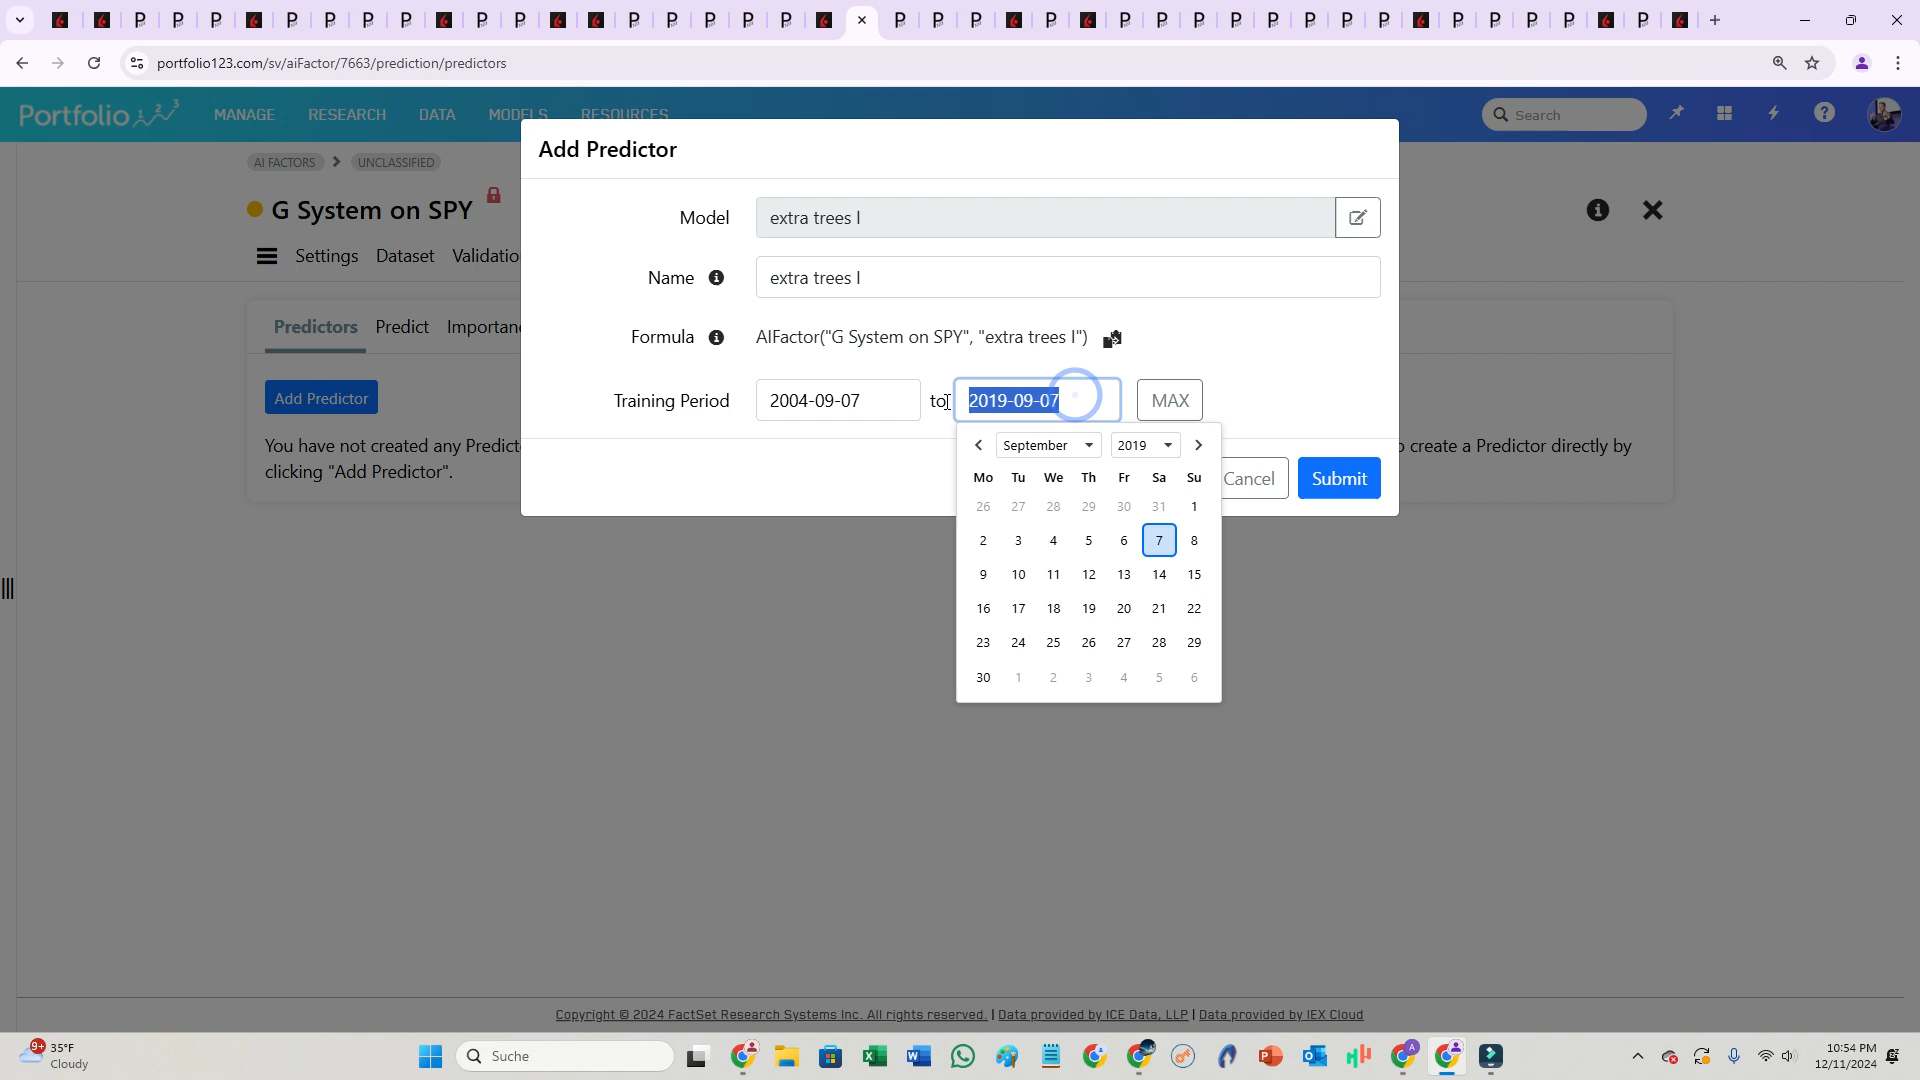 portfolio123.com/sv/aiFactor/7663/prediction/predictors
Portfolio123
MANAGE RESEARCH DATA MODELS RESOURCES
Search
AI FACTORS UNCLASSIFIED
G System on SPY
Settings Dataset Validatio
Predictors Predict Importan
Add Predictor
You have not created any Predict
o create a Predictor directly by
clicking "Add Predictor".
Add Predictor
Model extra trees I
Name extra trees I
Formula AIFactor("G System on SPY", "extra trees I")
Training Period 2004-09-07 to 2019-09-07 MAX
Cancel Submit
September 2019
Mo Tu We Th Fr Sa Su
26 27 28 29 30 31 1
2 3 4 5 6 7 8
9 10 11 12 13 14 15
16 17 18 19 20 21 22
23 24 25 26 27 28 29
30 1 2 3 4 5 6
Copyright © 2024 FactSet Research Systems Inc. All rights reserved. | Data provided by ICE Data, LLP | Data provided by IEX Cloud
9+
35°F
Cloudy
Suche
10:54 PM
12/11/2024